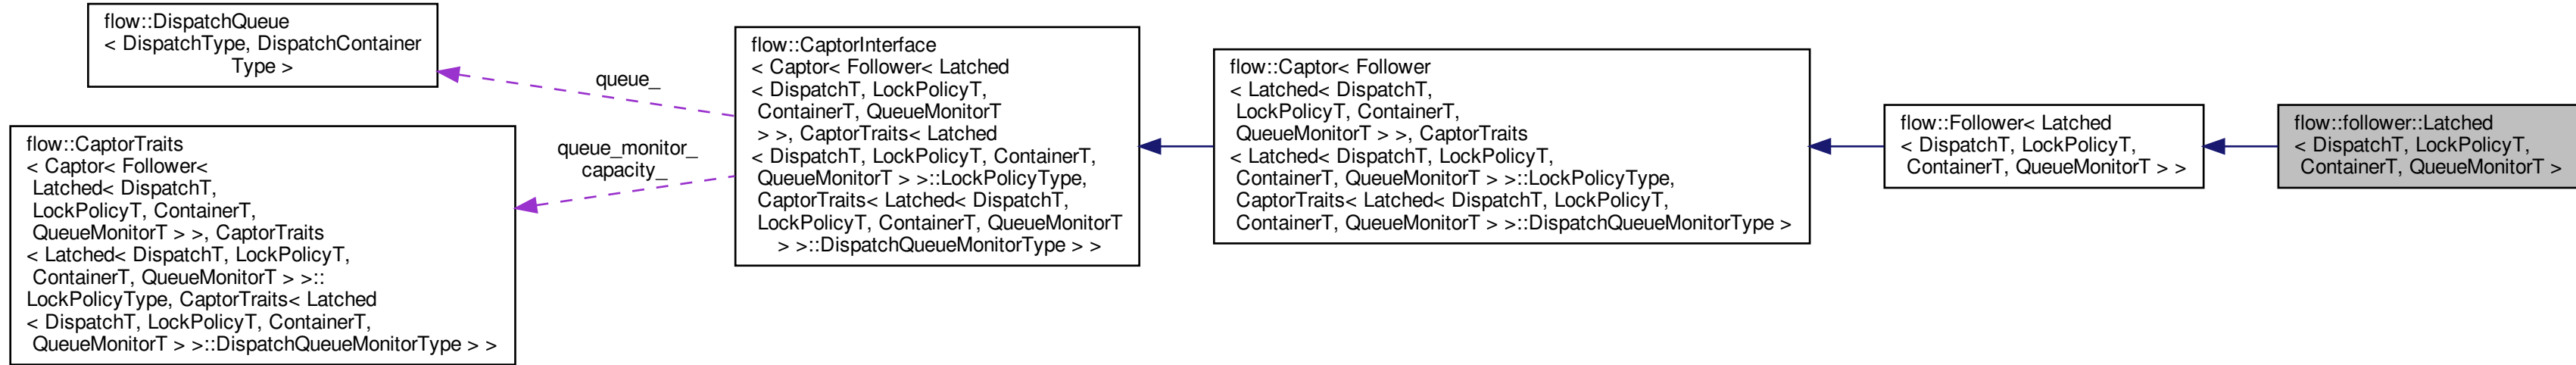 flow::DispatchQueue
< DispatchType, DispatchContainer
Type >
flow::CaptorTraits
< Captor< Follower<
Latched< DispatchT,
LockPolicyT, ContainerT,
QueueMonitorT > >, CaptorTraits
< Latched< DispatchT, LockPolicyT,
ContainerT, QueueMonitorT > >::
LockPolicyType, CaptorTraits< Latched
< DispatchT, LockPolicyT, ContainerT,
QueueMonitorT > >::DispatchQueueMonitorType > >
queue_
queue_monitor_
capacity_
flow::CaptorInterface
< Captor< Follower< Latched
< DispatchT, LockPolicyT,
ContainerT, QueueMonitorT
> >, CaptorTraits< Latched
< DispatchT, LockPolicyT, ContainerT,
QueueMonitorT > >::LockPolicyType,
CaptorTraits< Latched< DispatchT,
LockPolicyT, ContainerT, QueueMonitorT
> >::DispatchQueueMonitorType > >
flow::Captor< Follower
< Latched< DispatchT,
LockPolicyT, ContainerT,
QueueMonitorT > >, CaptorTraits
< Latched< DispatchT, LockPolicyT,
ContainerT, QueueMonitorT > >::LockPolicyType,
CaptorTraits< Latched< DispatchT, LockPolicyT,
ContainerT, QueueMonitorT > >::DispatchQueueMonitorType >
flow::Follower< Latched
< DispatchT, LockPolicyT,
ContainerT, QueueMonitorT > >
flow::follower::Latched
< DispatchT, LockPolicyT,
ContainerT, QueueMonitorT >